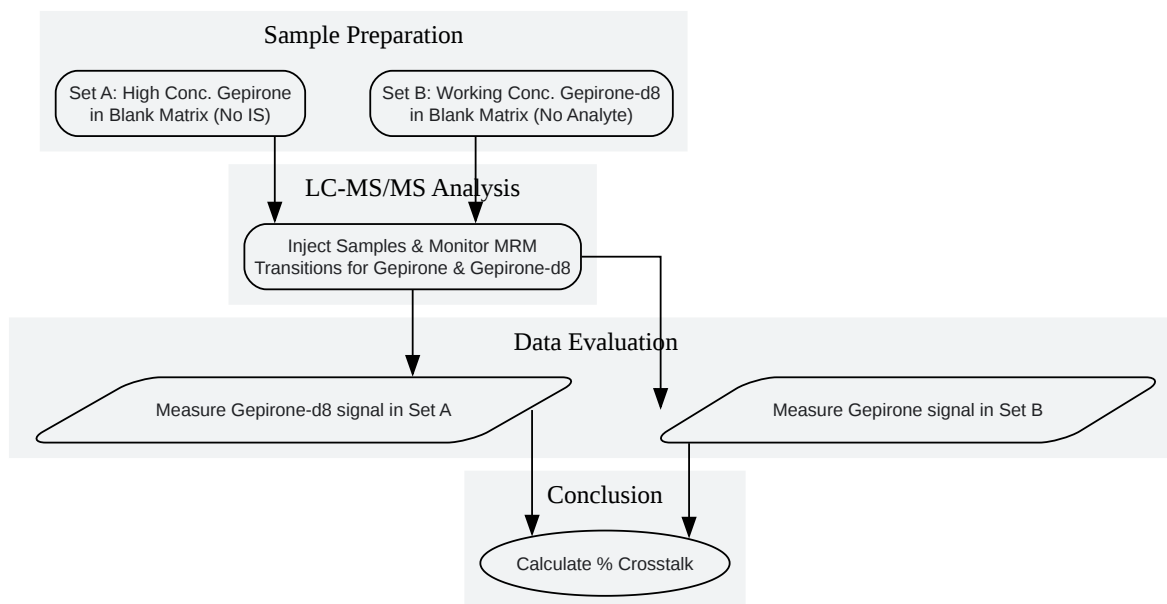 Sample Preparation
Set A: High Conc. Gepirone
in Blank Matrix (No IS)
Set B: Working Conc. Gepirone-d8
in Blank Matrix (No Analyte)
LC-MS/MS Analysis
Inject Samples & Monitor MRM
Transitions for Gepirone & Gepirone-d8
Data Evaluation
Measure Gepirone-d8 signal in Set A
Measure Gepirone signal in Set B
Conclusion
Calculate % Crosstalk